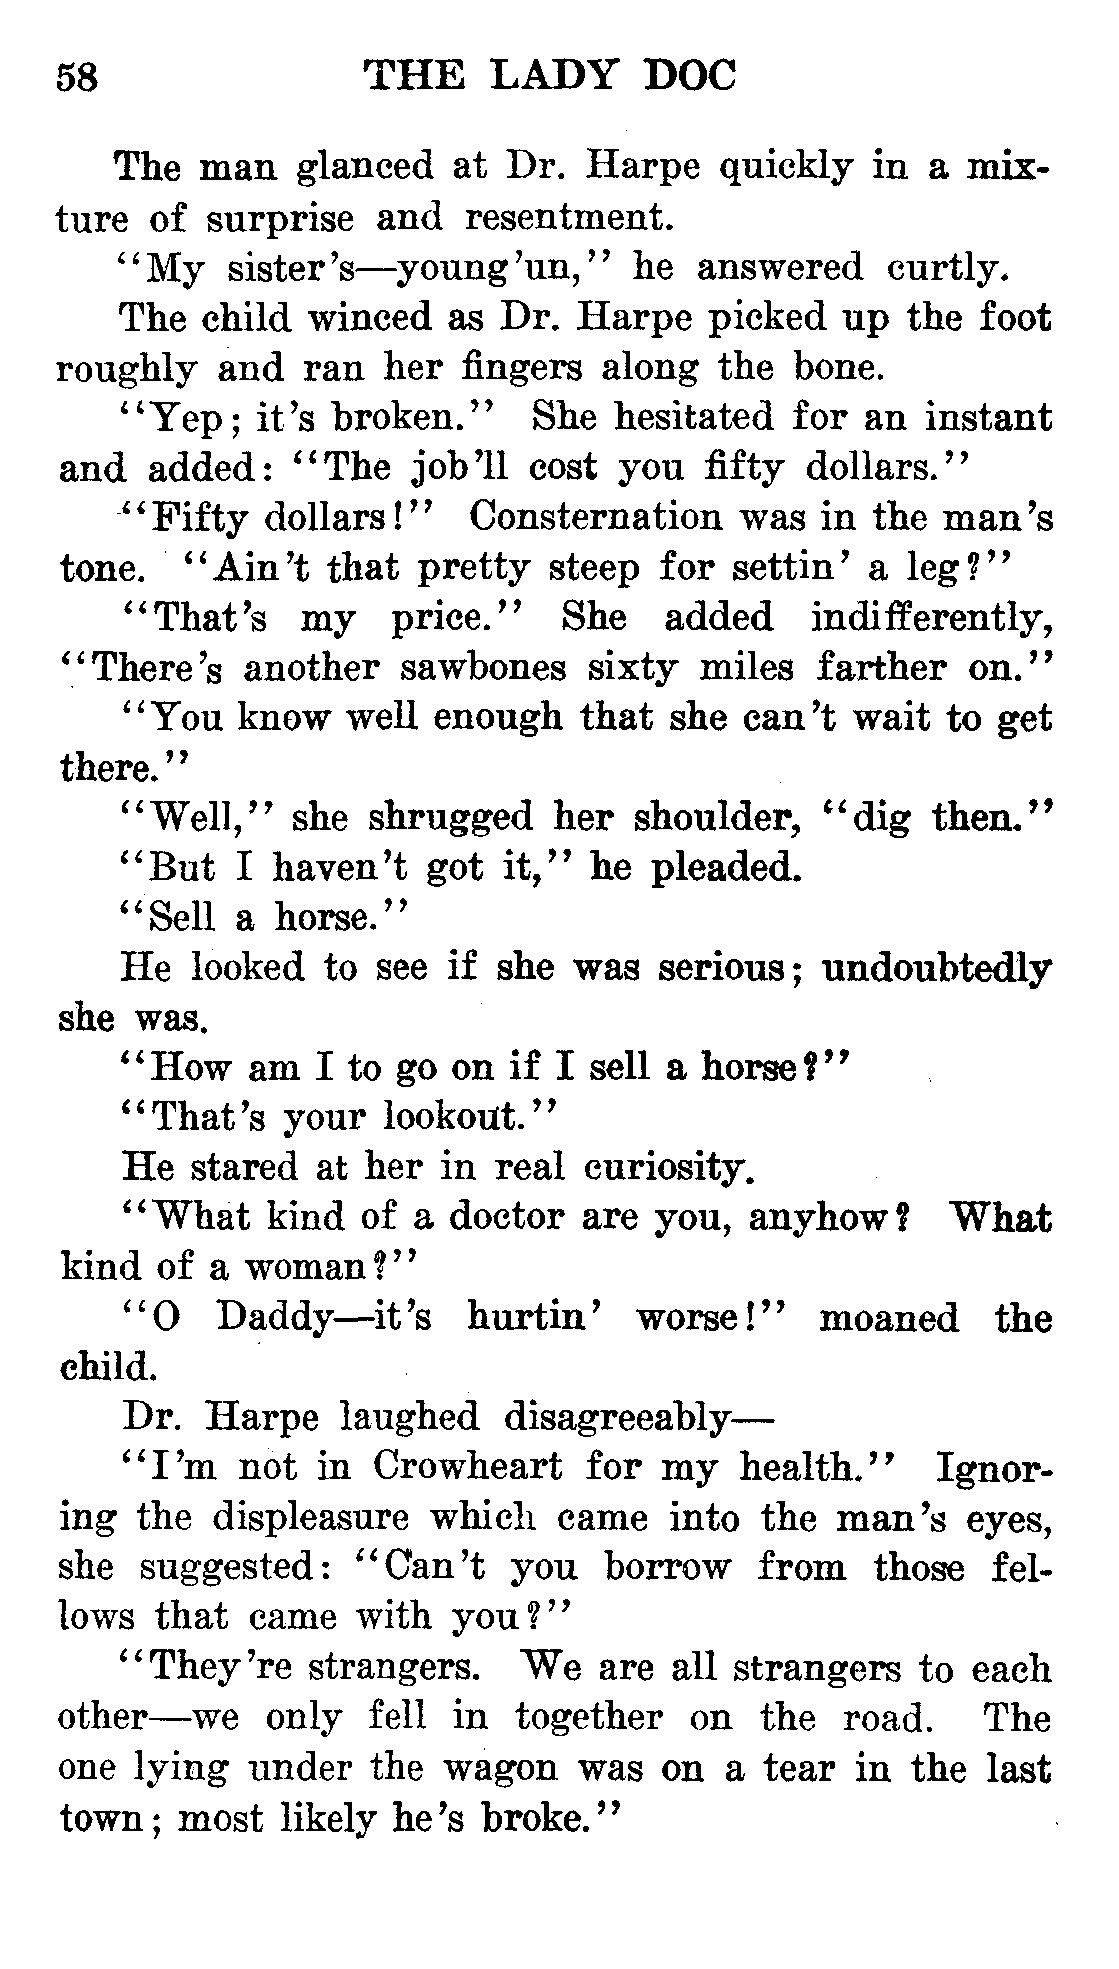 58 THE LADY DOC
The man glanced at Dr. Harpe quickly in a mix-
ture of surprise and resentment.
"My sister's—young'un," he answered curtly.
The child winced as Dr. Harpe picked up the foot
roughly and ran her fingers along the bone.
"Yep; it's broken." She hesitated for an instant
and added: "The job'll cost you fifty dollars."
"Fifty dollars!" Consternation was in the man's
tone. "Ain't that pretty steep for settin' a leg?"
"That's my price." She added indifferently,
"There's another sawbones sixty miles farther on."
"You know well enough that she can't wait to get
there."
"Well," she shrugged her shoulder, "dig then."
"But I haven't got it," he pleaded.
"Sell a horse."
He looked to see if she was serious; undoubtedly
she was.
"How am I to go on if I sell a horse?"
"That's your lookout."
He stared at her in real curiosity.
"What kind of a doctor are you, anyhow? What
kind of a woman?"
"O Daddy—it's hurtin' worse!" moaned the
child.
Dr. Harpe laughed disagreeably—
"I'm not in Crowheart for my health." Ignor-
ing the displeasure which came into the man's eyes,
she suggested: "Can't you borrow from those fel-
lows that came with you?"
"They're strangers. We are all strangers to each
other—we only fell in together on the road. The
one lying under the wagon was on a tear in the last
town; most likely he's broke."